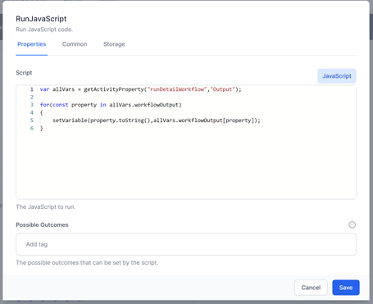 RunJavaScript
Run JavaScript code.
Properties Common Storage
Script JavaScript
1 var allVars = getActivityProperty("runDetailWorkflow","Output");
2
3 for(const property in allVars.workflowOutput)
4 {
5 setVariable(property.toString(),allVars.workflowOutput[property]);
6 }
The JavaScript to run.
Possible Outcomes
Add tag
The possible outcomes that can be set by the script.
Cancel Save